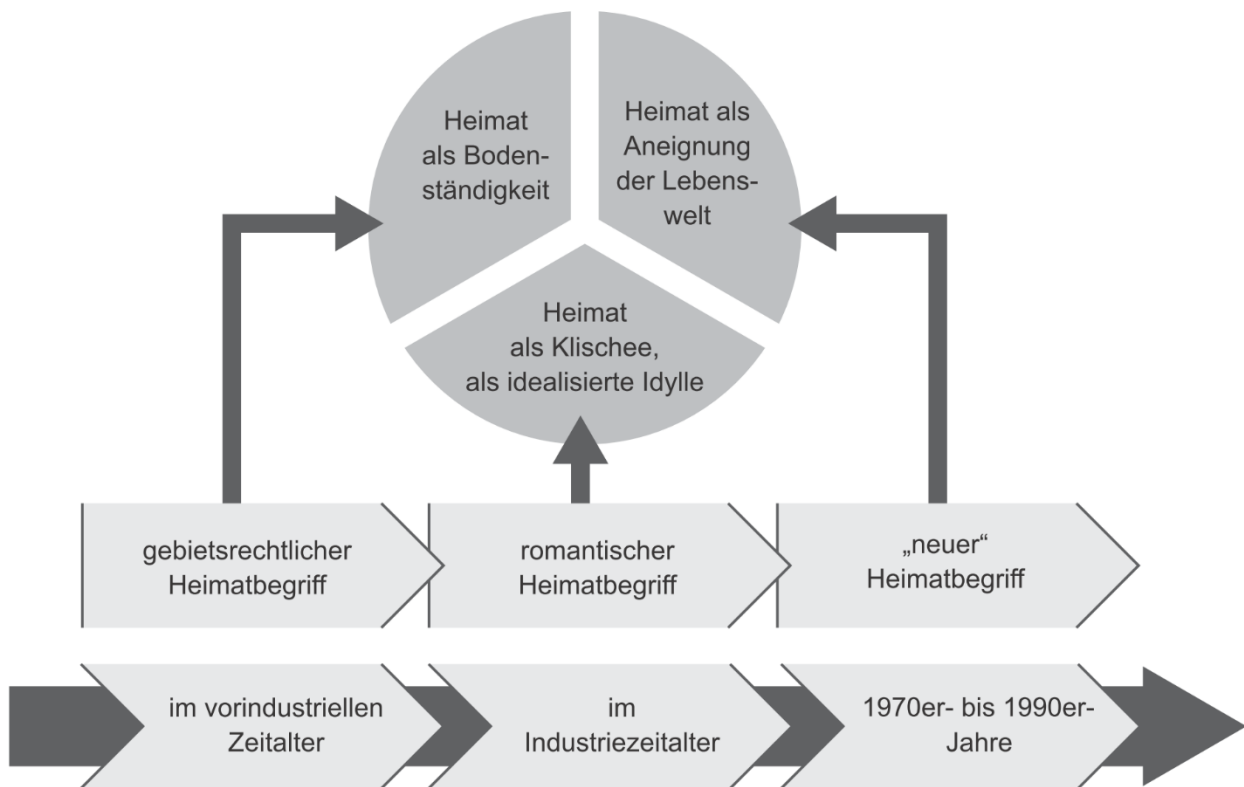 Heimat
als Boden-
ständigkeit
Heimat als
Aneignung
der Lebens-
welt
Heimat
als Klischee,
als idealisierte Idylle
gebietsrechtlicher
Heimatbegriff
romantischer
Heimatbegriff
„neuer“
Heimatbegriff
im vorindustriellen
Zeitalter
im
Industriezeitalter
1970er- bis 1990er-
Jahre